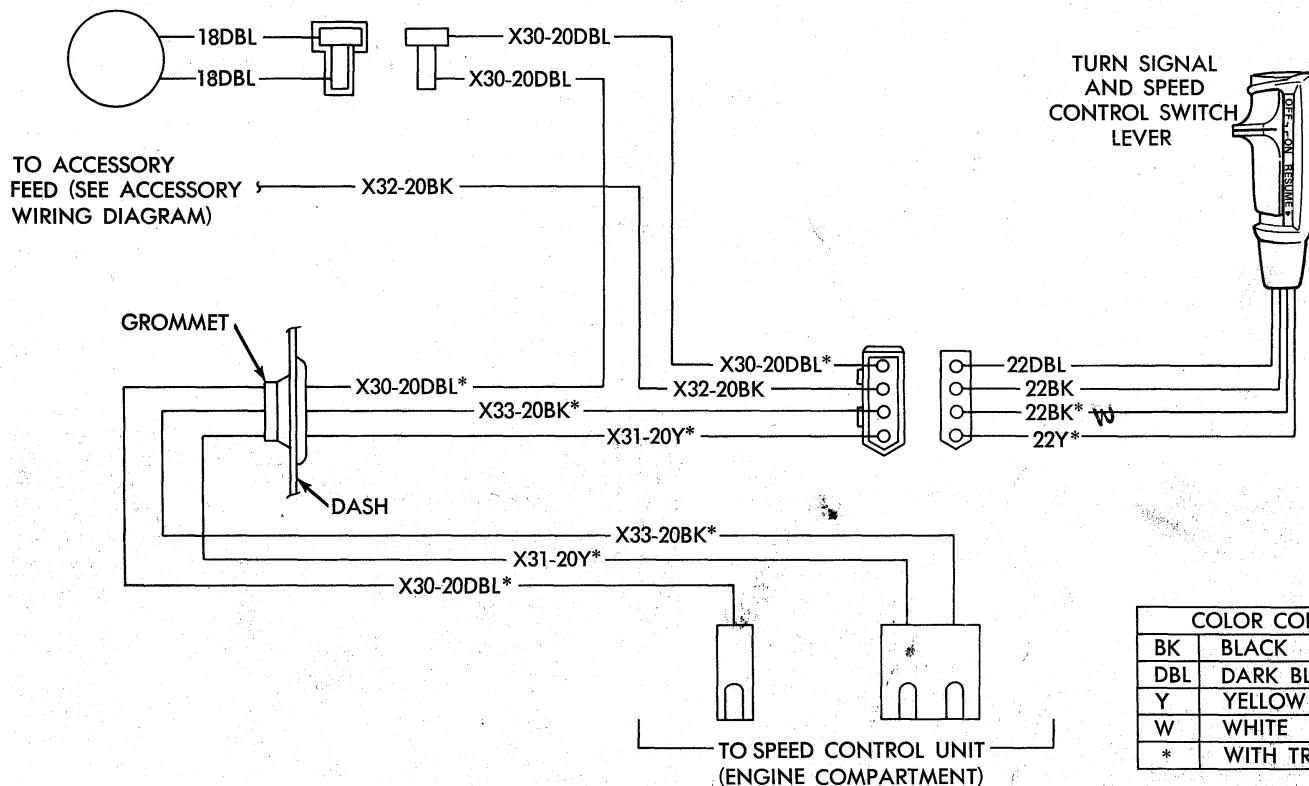 18DBL
X30-20DBL
18DBL
X30-20DBL
TURN SIGNAL
AND SPEED
CONTROL SWITCH
LEVER
OFF ON RESUME
TO ACCESSORY
FEED (SEE ACCESSORY
WIRING DIAGRAM)
X32-20BK
GROMMET
X30-20DBL*
22DBL
X30-20DBL*
X32-20BK
22BK
X33-20BK*
22BK* W
X31-20Y*
22Y*
DASH
X33-20BK*
X31-20Y*
X30-20DBL*
COLOR
BK BLACK
DBL DARK
Y YELLOW
W WHITE
* WITH
TO SPEED CONTROL UNIT
(ENGINE COMPARTMENT)